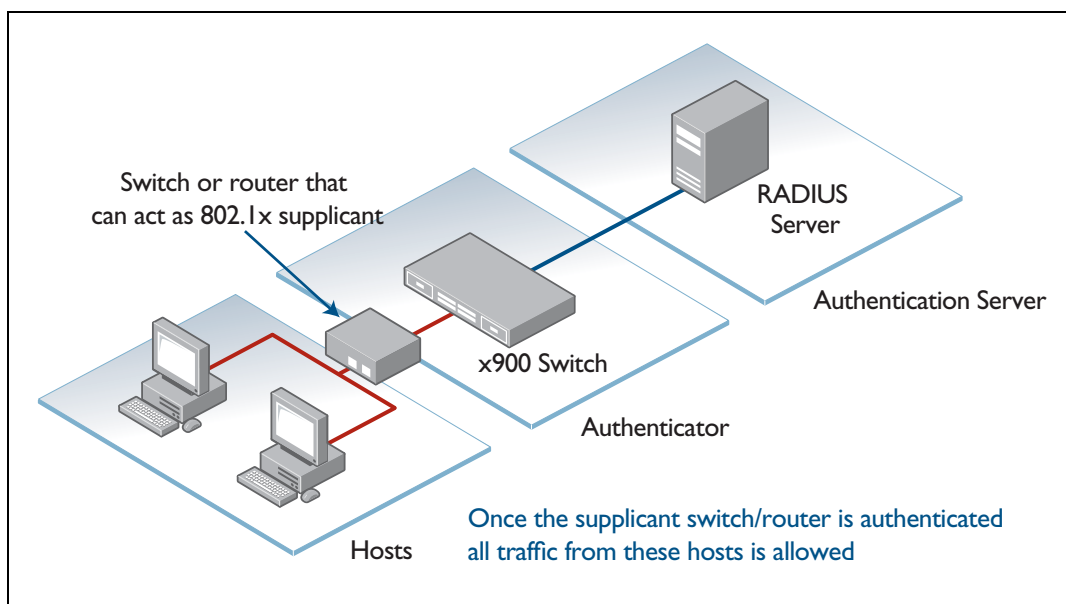 Switch or router that
can act as 802.1x supplicant
RADIUS
Server
Authentication Server
x900 Switch
Authenticator
Hosts
Once the supplicant switch/router is authenticated
all traffic from these hosts is allowed